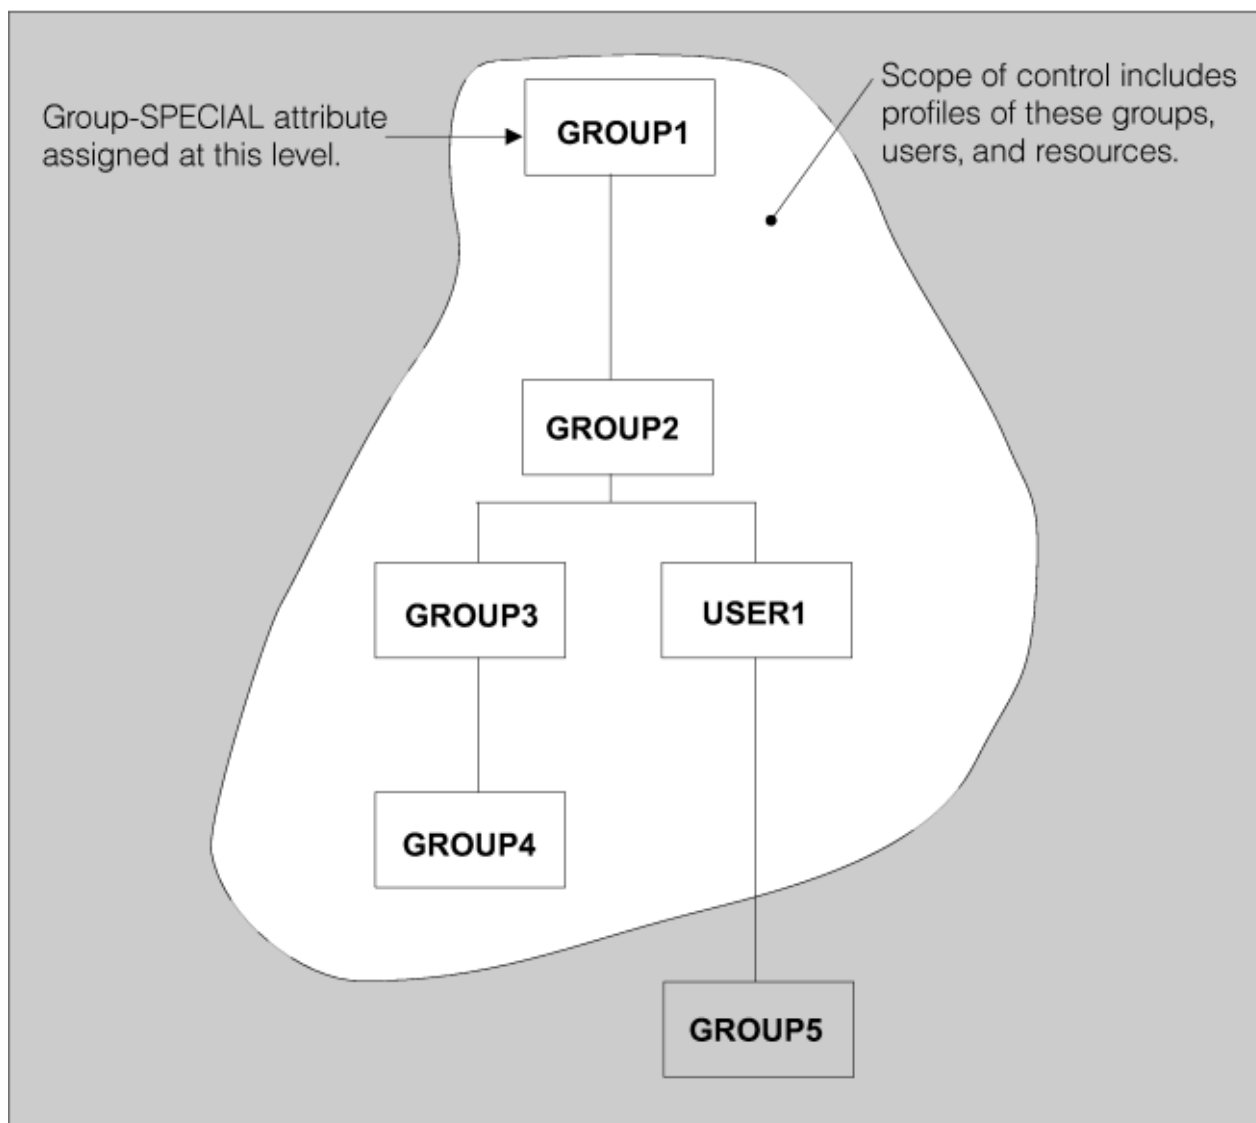 Group-SPECIAL attribute
assigned at this level.
GROUP1
Scope of control includes
profiles of these groups,
users, and resources.
GROUP2
GROUP3
USER1
GROUP4
GROUP5